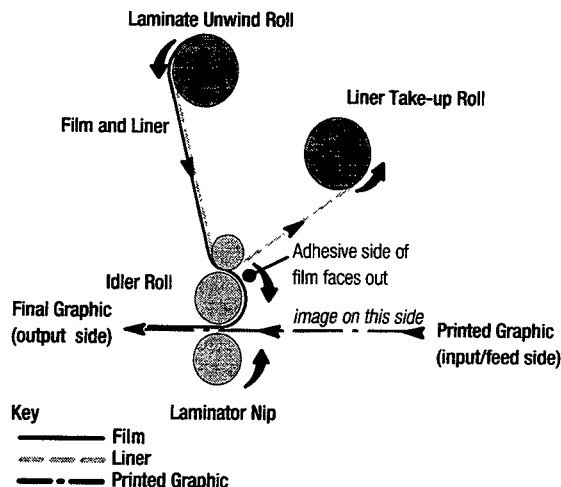 Laminate Unwind Roll
Liner Take-up Roll
Film and Liner
Adhesive side of
film faces out
Idler Roll
Final Graphic
(output side)
image on this side
Printed Graphic
(input/feed side)
Laminator Nip
Key
Film
Liner
Printed Graphic